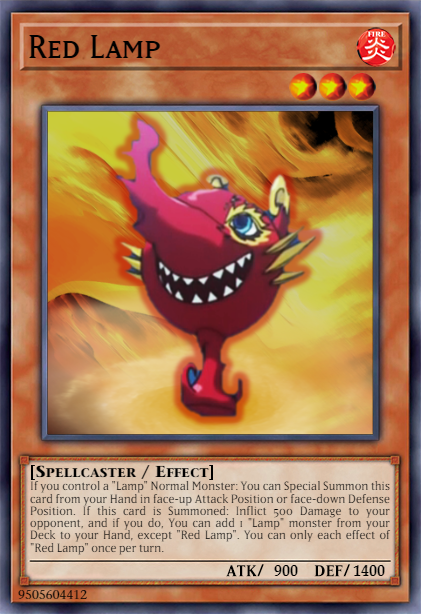 Red Lamp
FIRE
炎
[Spellcaster / Effect]
If you control a "Lamp" Normal Monster: You can Special Summon this
card from your Hand in face-up Attack Position or face-down Defense
Position. If this card is Summoned: Inflict 500 Damage to your
opponent, and if you do, You can add 1 "Lamp" monster from your
Deck to your Hand, except "Red Lamp". You can only each effect of
"Red Lamp" once per turn.
ATK/ 900 DEF/1400
9505604412